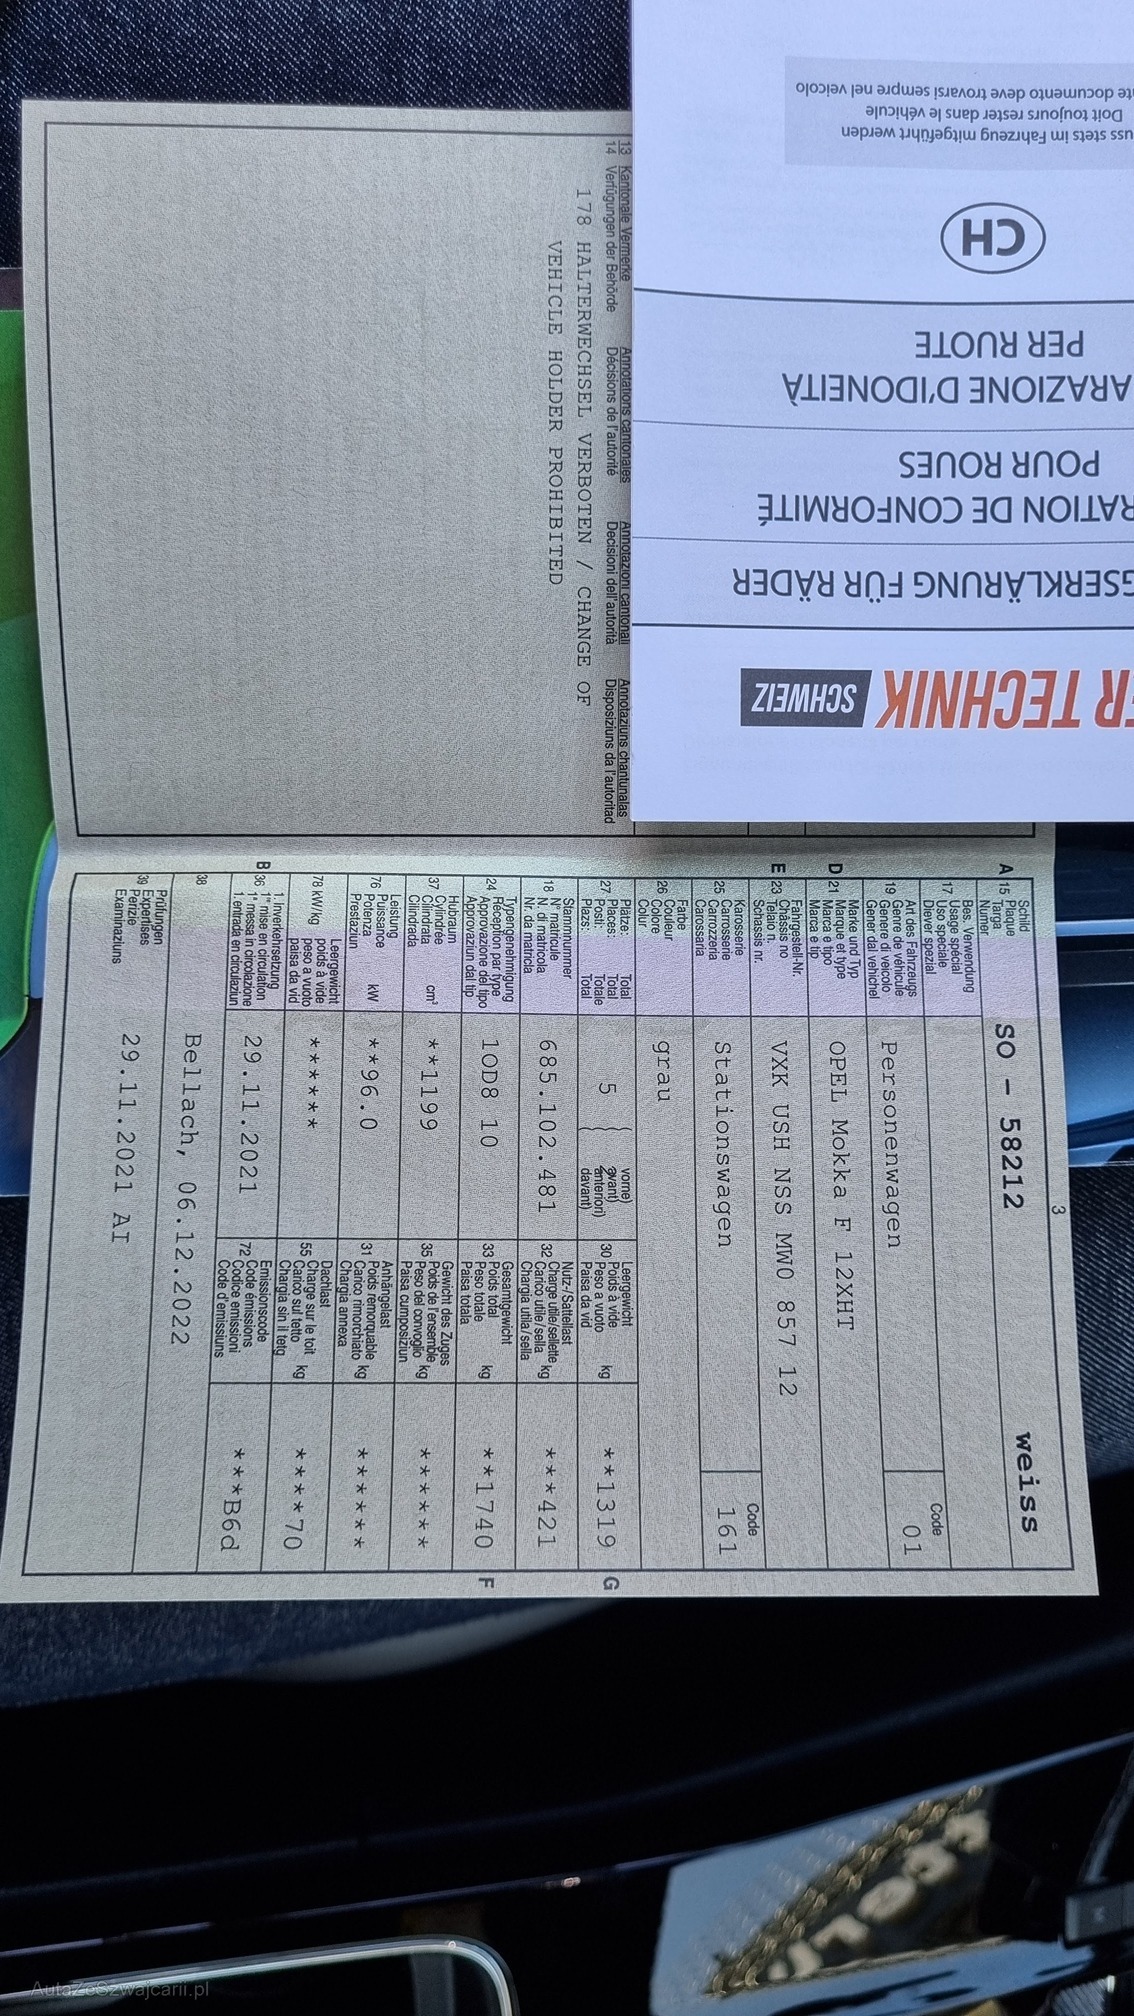 13 Kantonale Vermerke Annotations cantonales Annotazioni cantonali Annotaziuns chantunalas
14 Verfügungen der Behörde Décisions de l'autorité Decisioni dell'autorità Disposiziuns da l'autoritad
178 HALTERWECHSEL VERBOTEN / CHANGE OF
VEHICLE HOLDER PROHIBITED
3
Schild
A 15 Plaque
Targa
Numer
SO - 58212 weiss
Bes. Verwendung
17 Usage spécial
Uso speciale
Diever spezial
Art des Fahrzeugs
19 Genre de véhicule
Genere di veicolo
Gener dal vehichel
Personenwagen
Code
01
Marke und Typ
D 21 Marque et type
Marca e tipo
Marca e tip
OPEL Mokka F 12XHT
Fahrgestell-Nr.
E 23 Châssis no
Telaio n.
Schassis nr.
VXK USH NSS MW0 857 12
Karosserie
25 Carrosserie
Carrozzeria
Carossaria
Stationswagen
Code
161
Farbe
26 Couleur
Colore
Colur
grau
Plätze: Total
27 Places: Total
Posti: Totale
Plazs: Total
5
vorne)
avant)
anteriori)
davant)
Leergewicht
30 Poids à vide
Peso a vuoto kg
Paisa da vid
**1319 G
Stammnummer
18 N° matricule
N. di matricola
Nr. da matricla
685.102.481
Nutz-/Sattellast
32 Charge utile/sellette
Carico utile/sella kg
Chargia utila/sella
***421
Typengenehmigung
24 Réception par type
Approvazione del tipo
Approvaziun dal tip
1OD8 10
Gesamtgewicht
33 Poids total
Peso totale kg
Paisa totala
**1740 F
Hubraum
37 Cylindrée
Cilindrata cm³
Cilindrada
**1199
Gewicht des Zuges
35 Poids de l'ensemble
Peso del convoglio kg
Paisa cumposiziun
******
Leistung
76 Puissance
Potenza kW
Prestaziun
**96.0
Anhängelast
31 Poids remorquable
Carico rimorchiato kg
Chargia annexa
******
Leergewicht
78 kW/kg poids à vide
peso a vuoto
paisa da vid
******
Dachlast
55 Charge sur le toit
Carico sul tetto kg
Chargia sin il tetg
****70
1. Inverkehrsetzung
B 36 1re mise en circulation
1a messa in circolazione
1. entrada en circulaziun
29.11.2021
Emissionscode
72 Code émissions
Codice emissioni
Code d'emissiuns
***B6d
38
Bellach, 06.12.2022
Prüfungen
39 Expertises
Perizie
Examinaziuns
29.11.2021 AI
R TECHNIK
SCHWEIZ
GSERKLÄRUNG FÜR RÄDER
RATION DE CONFORMITÉ
POUR ROUES
ARAZIONE D'IDONEITÀ
PER RUOTE
CH
uss stets im Fahrzeug mitgeführt werden
Doit toujours rester dans le véhicule
te documento deve trovarsi sempre nel veicolo
AutaZeSzwajcarii.pl